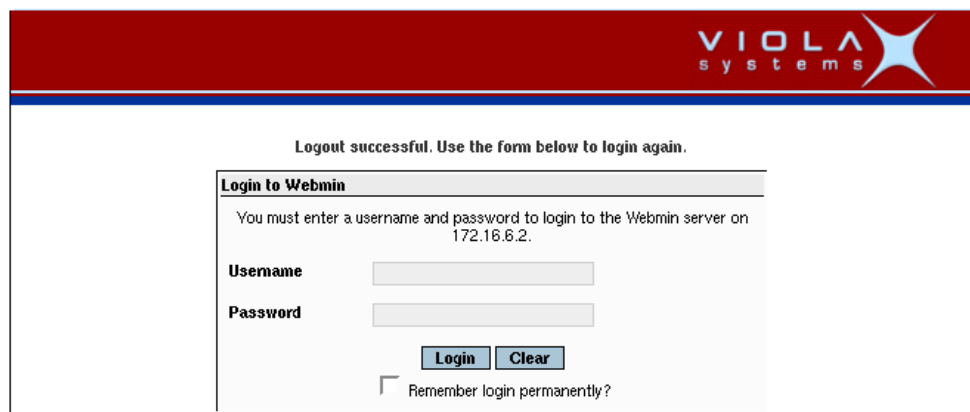 VIOLA
systems
Logout successful. Use the form below to login again.
Login to Webmin
You must enter a username and password to login to the Webmin server on
172.16.6.2.
Username
Password
Login Clear
Remember login permanently?